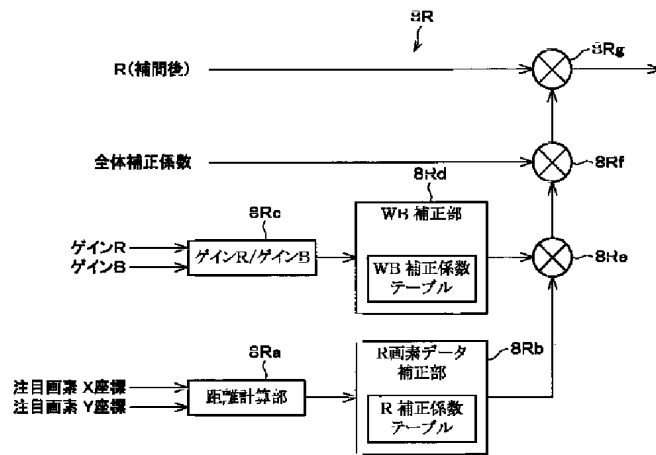 8R
R(補間後)
8Rg
全体補正係数
8Rf
8Rd
8Rc
WB 補正部
ゲインR
ゲインB
ゲインR/ゲインB
WB 補正係数
テーブル
8Re
8Ra
R画素データ
補正部
8Rb
注目画素 X座標
注目画素 Y座標
距離計算部
R 補正係数
テーブル